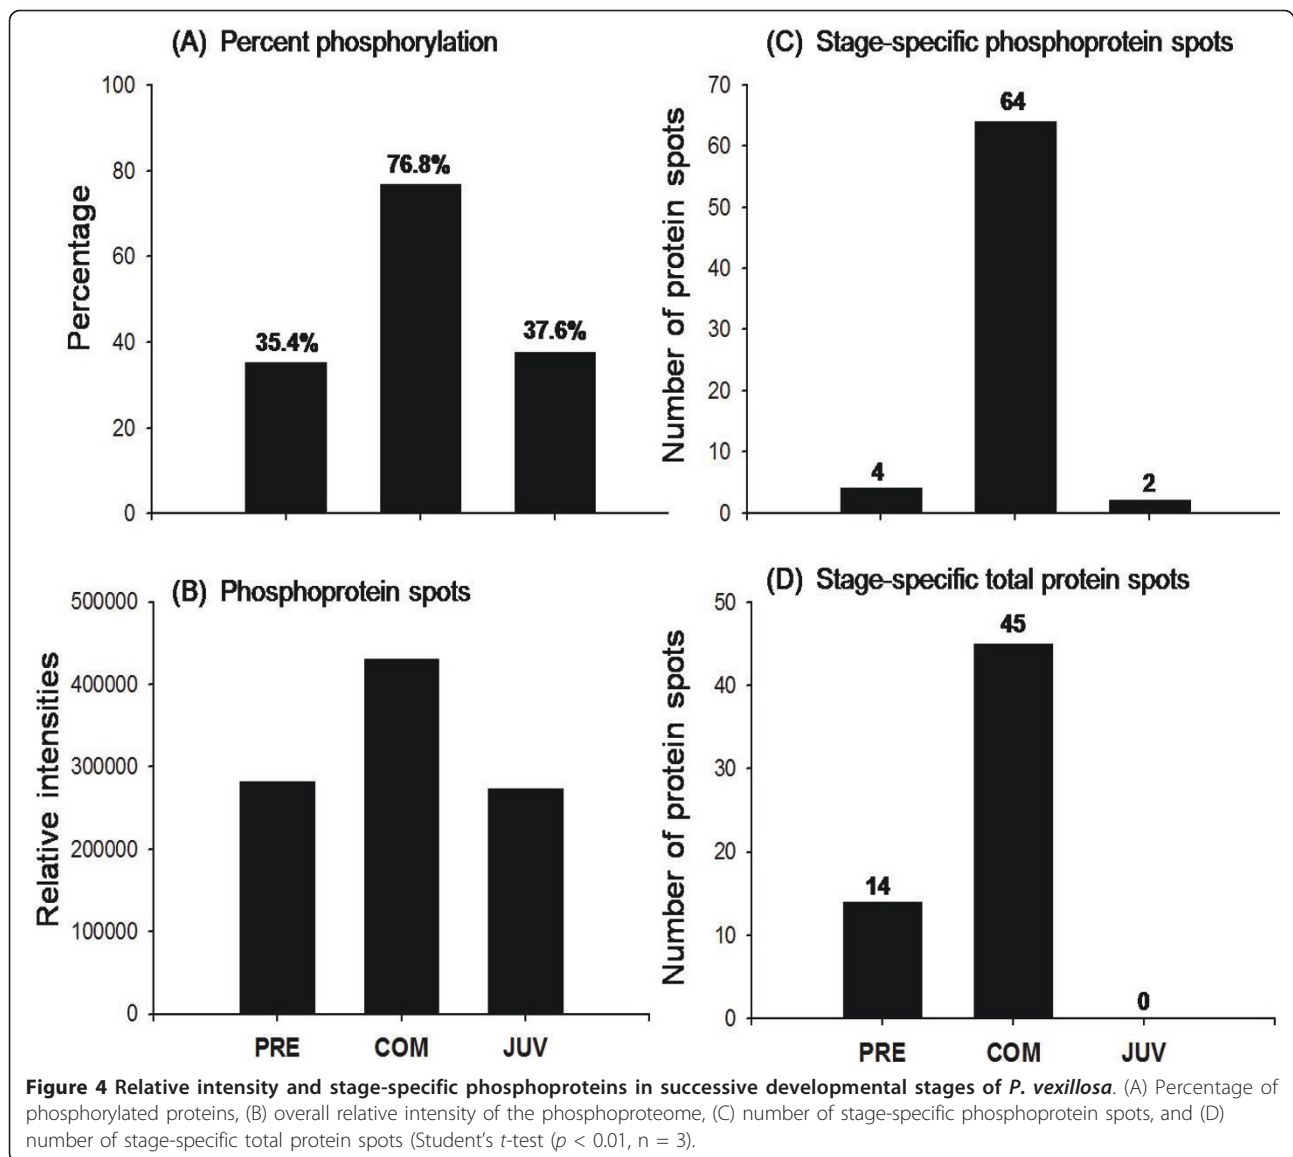 (A) Percent phosphorylation
Percentage
100
80
60
40
20
0
35.4%
76.8%
37.6%
(C) Stage-specific phosphoprotein spots
Number of protein spots
70
60
50
40
30
20
10
0
4
64
2
(B) Phosphoprotein spots
Relative intensities
500000
400000
300000
200000
100000
0
PRE COM JUV
(D) Stage-specific total protein spots
Number of protein spots
50
40
30
20
10
0
14
45
0
PRE COM JUV
Figure 4 Relative intensity and stage-specific phosphoproteins in successive developmental stages of P. vexillosa. (A) Percentage of
phosphorylated proteins, (B) overall relative intensity of the phosphoproteome, (C) number of stage-specific phosphoprotein spots, and (D)
number of stage-specific total protein spots (Student's t-test (p < 0.01, n = 3).